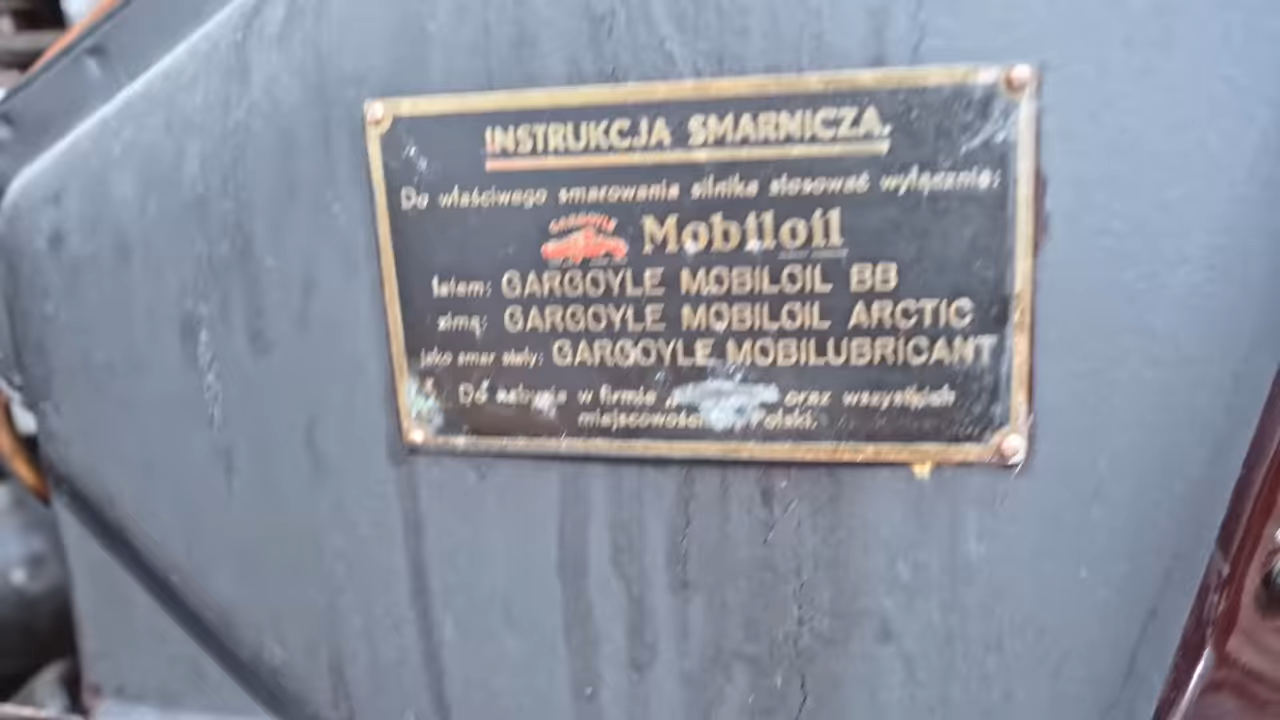 INSTRUKCJA SMARNICZA.
Do właściwego smarowania silnika stosować wyłącznie:
GARGOYLE
Mobiloil
latem: GARGOYLE MOBILOIL BB
zimą: GARGOYLE MOBILOIL ARCTIC
jako smar stały: GARGOYLE MOBILUBRICANT
Do nabycia w firmie oraz wszystkich
Polski.